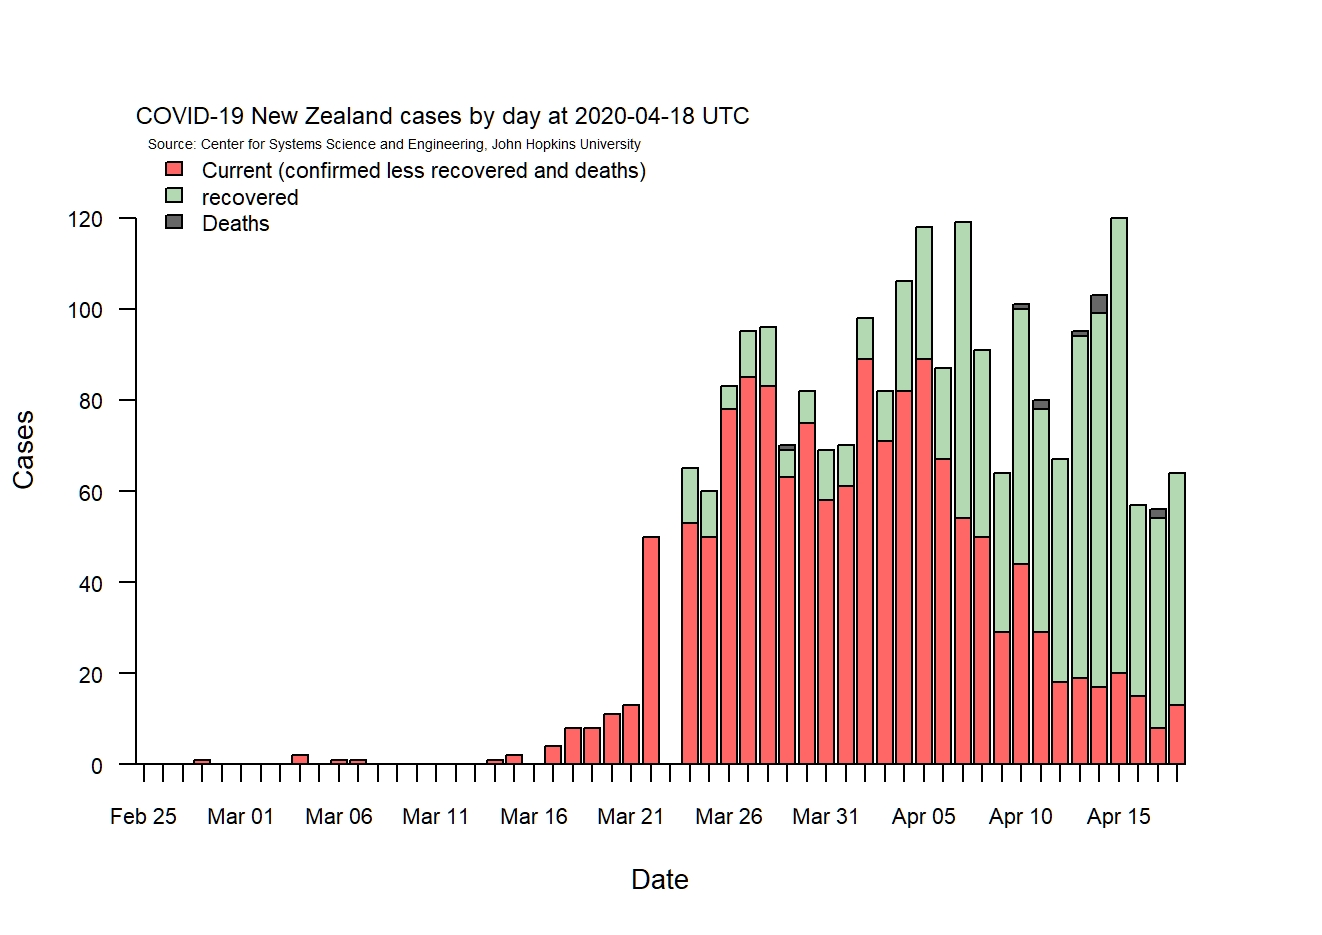 COVID-19 New Zealand cases by day at 2020-04-18 UTC
Source: Center for Systems Science and Engineering, John Hopkins University
Current (confirmed less recovered and deaths)
recovered
Deaths
120
100
80
60
40
20
0
Cases
Feb 25 Mar 01 Mar 06 Mar 11 Mar 16 Mar 21 Mar 26 Mar 31 Apr 05 Apr 10 Apr 15
Date